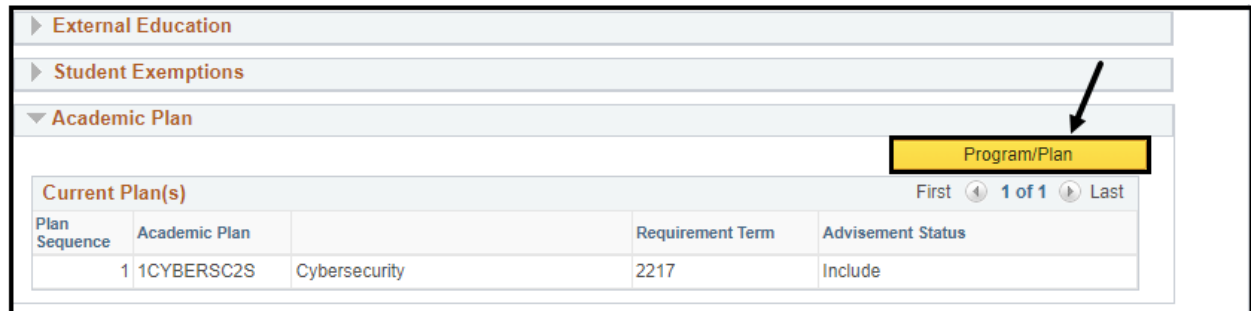 External Education
Student Exemptions
Academic Plan
Program/Plan
Current Plan(s) First 1 of 1 Last
Plan Sequence Academic Plan Requirement Term Advisement Status
1 1CYBERSC2S Cybersecurity 2217 Include